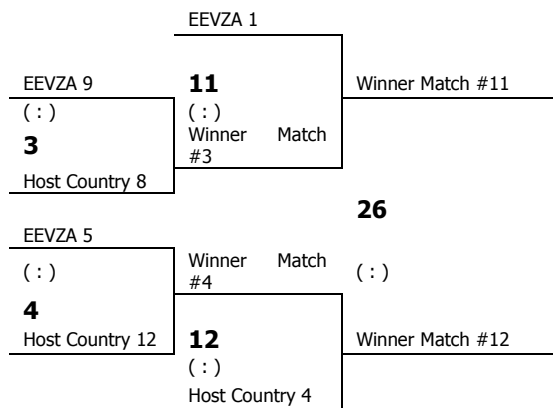 EEVZA 1
EEVZA 9
11
Winner Match #11
( : )
( : )
3
Winner Match
#3
Host Country 8
26
EEVZA 5
( : )
Winner Match
#4
( : )
4
Host Country 12
12
Winner Match #12
( : )
Host Country 4